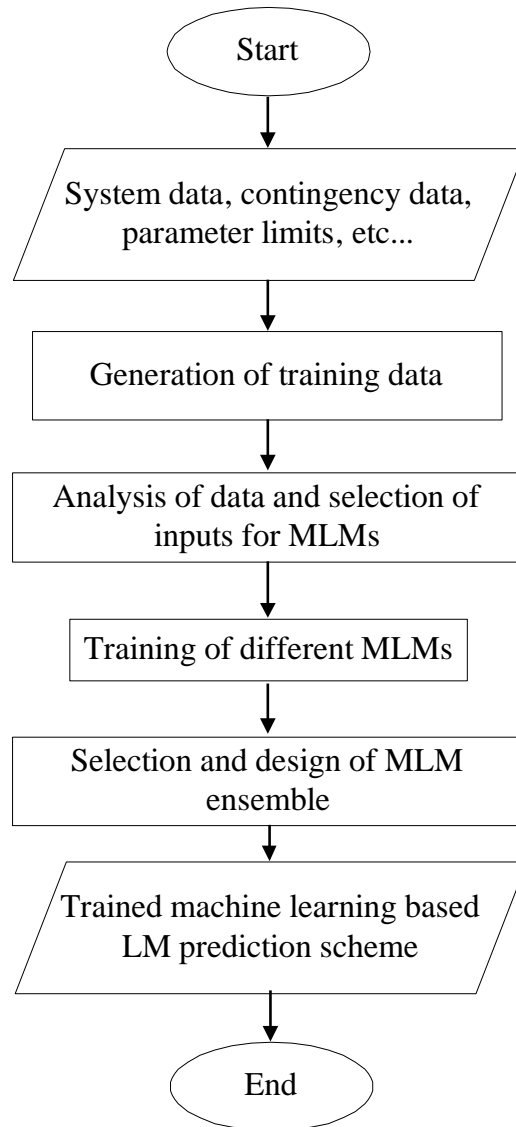 Start
System data, contingency data,
parameter limits, etc...
Generation of training data
Analysis of data and selection of
inputs for MLMs
Training of different MLMs
Selection and design of MLM
ensemble
Trained machine learning based
LM prediction scheme
End